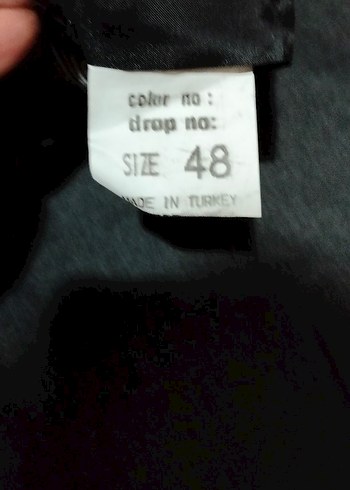 color no :
drop no:
SIZE 48
MADE IN TURKEY